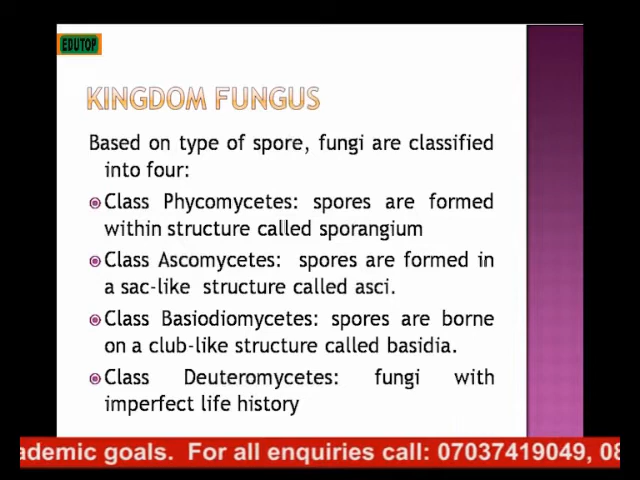 EDUTOP
KINGDOM FUNGUS
Based on type of spore, fungi are classified
into four:
Class Phycomycetes: spores are formed
within structure called sporangium
Class Ascomycetes: spores are formed in
a sac-like structure called asci.
Class Basiodiomycetes: spores are borne
on a club-like structure called basidia.
Class Deuteromycetes: fungi with
imperfect life history
ademic goals. For all enquiries call: 07037419049, 08